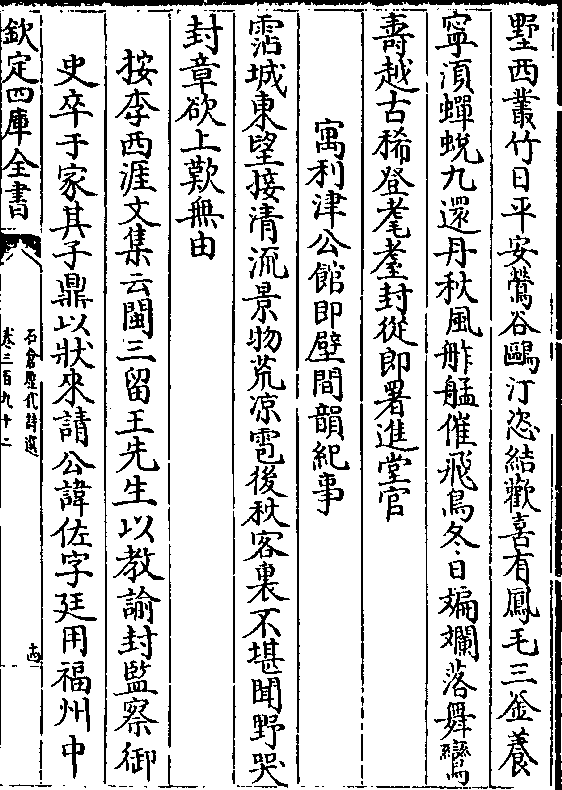 墅西叢竹日平安鶯谷鷗汀恣結歡喜有鳳毛三釡養
寧湏蟬蛻九還丹秋風舴艋催飛鳥冬日斒斕落舞鸞
夀越古稀登耄耋封從郎署進堂官
寓利津公館即壁間韻紀事
霑城東望接清流景物荒凉雹後秋客裏不堪聞野哭
封章欲上歎無由
按李西涯文集云閩三留王先生以教諭封監察御
史卒于家其子鼎以狀來請公諱佐字廷用福州中
欽定四庫全書
石倉歷代詩選
卷三百九十二